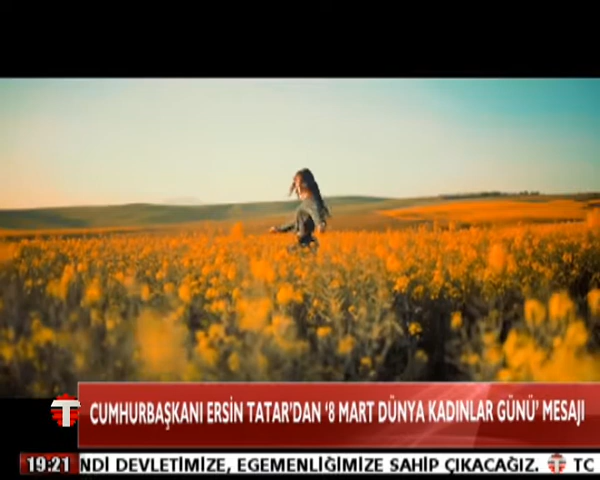 CUMHURBAŞKANI ERSİN TATAR'DAN '8 MART DÜNYA KADINLAR GÜNÜ' MESAJI
19:21 NDİ DEVLETİMİZE, EGEMENLİĞİMİZE SAHİP ÇIKACAĞIZ. T TC